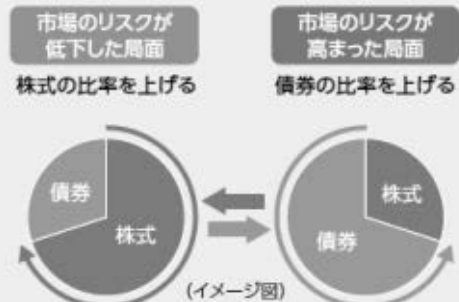 市場のリスクが
低下した局面
株式の比率を上げる
債券
株式
市場のリスクが
高まった局面
債券の比率を上げる
株式
債券
(イメージ図)